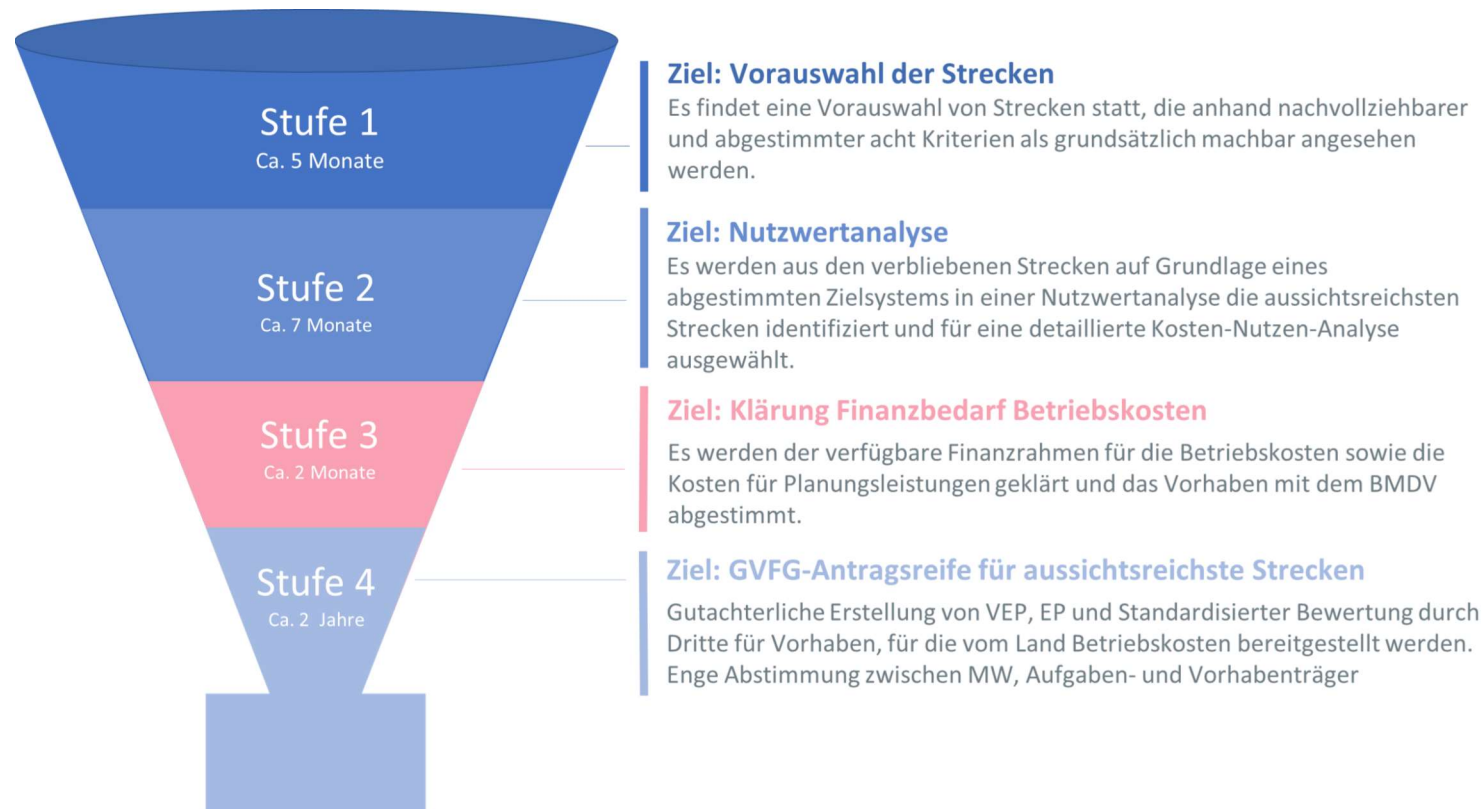 Stufe 1
Ca. 5 Monate
Ziel: Vorauswahl der Strecken
Es findet eine Vorauswahl von Strecken statt, die anhand nachvollziehbarer
und abgestimmter acht Kriterien als grundsätzlich machbar angesehen
werden.
Stufe 2
Ca. 7 Monate
Ziel: Nutzwertanalyse
Es werden aus den verbliebenen Strecken auf Grundlage eines
abgestimmten Zielsystems in einer Nutzwertanalyse die aussichtsreichsten
Strecken identifiziert und für eine detaillierte Kosten-Nutzen-Analyse
ausgewählt.
Stufe 3
Ca. 2 Monate
Ziel: Klärung Finanzbedarf Betriebskosten
Es werden der verfügbare Finanzrahmen für die Betriebskosten sowie die
Kosten für Planungsleistungen geklärt und das Vorhaben mit dem BMDV
abgestimmt.
Stufe 4
Ca. 2 Jahre
Ziel: GVFG-Antragsreife für aussichtsreichste Strecken
Gutachterliche Erstellung von VEP, EP und Standardisierter Bewertung durch
Dritte für Vorhaben, für die vom Land Betriebskosten bereitgestellt werden.
Enge Abstimmung zwischen MW, Aufgaben- und Vorhabenträger